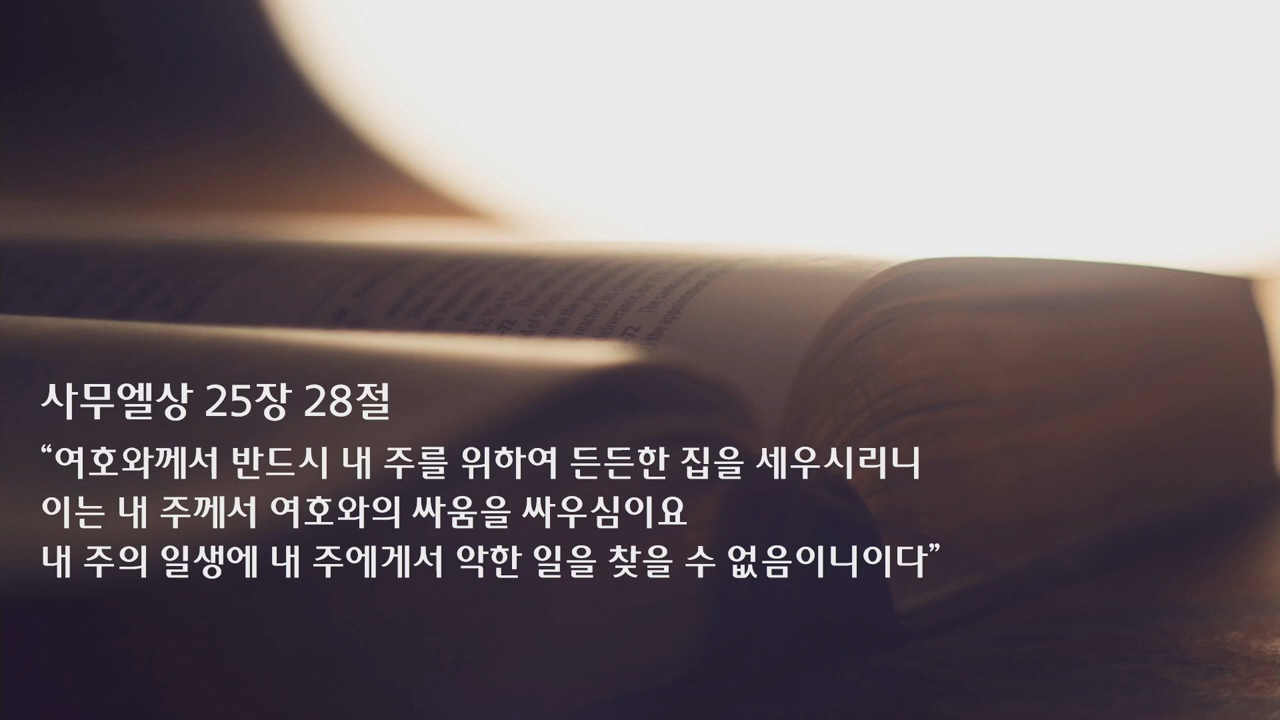 사무엘상 25장 28절
“여호와께서 반드시 내 주를 위하여 든든한 집을 세우시리니
이는 내 주께서 여호와의 싸움을 싸우심이요
내 주의 일생에 내 주에게서 악한 일을 찾을 수 없음이니이다”